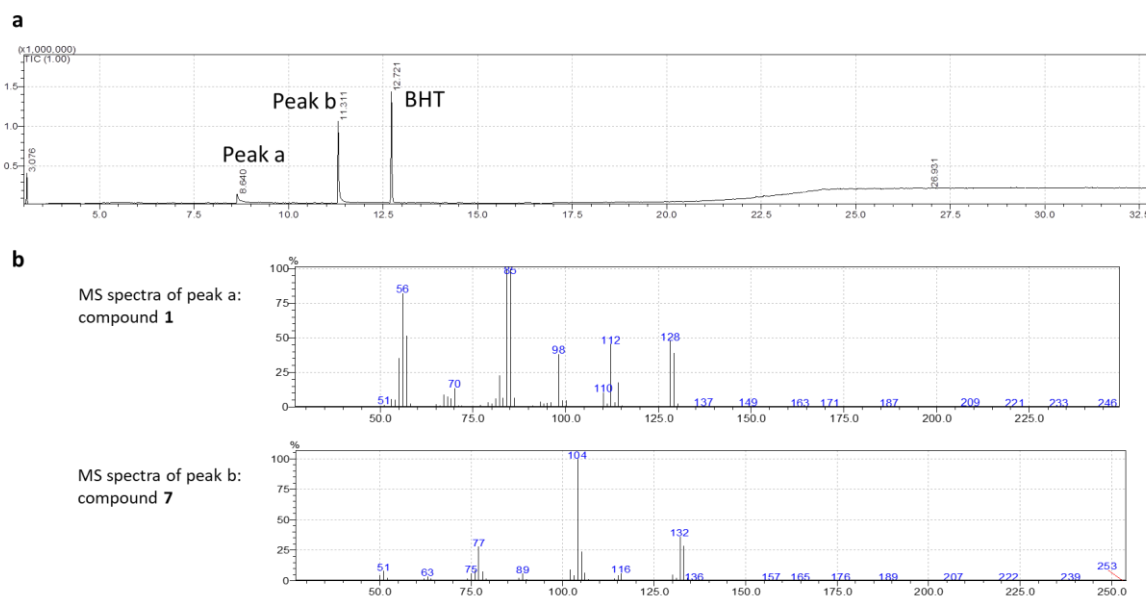 a
(x1,000,000)
TIC (1.00)
1.5
1.0
0.5
3.076
Peak a
8.640
Peak b
11.311
12.721
BHT
26.931
5.0 7.5 10.0 12.5 15.0 17.5 20.0 22.5 25.0 27.5 30.0 32.5
b
MS spectra of peak a:
compound 1
%
100
75
50
25
0
51 56 70 85 98 110 112 128 137 149 163 171 187 209 221 233 246
50.0 75.0 100.0 125.0 150.0 175.0 200.0 225.0
MS spectra of peak b:
compound 7
%
100
75
50
25
0
51 63 75 77 89 104 116 132 136 157 165 176 189 207 222 239 253
50.0 75.0 100.0 125.0 150.0 175.0 200.0 225.0 250.0